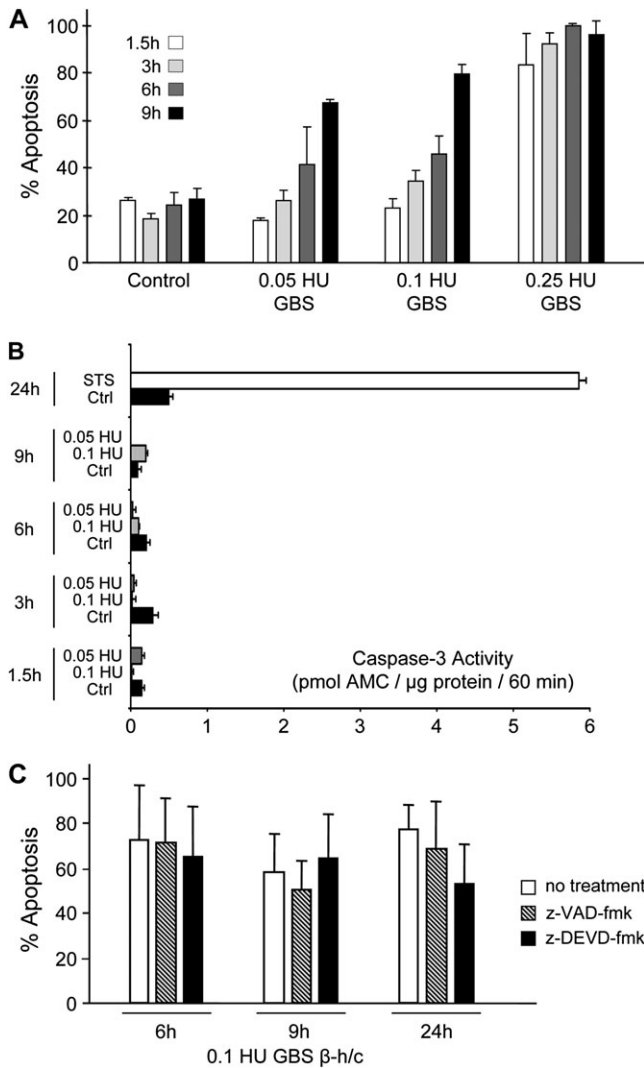 A
100
80
60
40
20
0
% Apoptosis
1.5h
3h
6h
9h
Control
0.05 HU
GBS
0.1 HU
GBS
0.25 HU
GBS
B
24h
STS
Ctrl
9h
0.05 HU
0.1 HU
Ctrl
6h
0.05 HU
0.1 HU
Ctrl
3h
0.05 HU
0.1 HU
Ctrl
1.5h
0.05 HU
0.1 HU
Ctrl
Caspase-3 Activity
(pmol AMC / µg protein / 60 min)
0 1 2 3 4 5 6
C
100
80
60
40
20
0
% Apoptosis
no treatment
z-VAD-fmk
z-DEVD-fmk
6h 9h 24h
0.1 HU GBS β-h/c